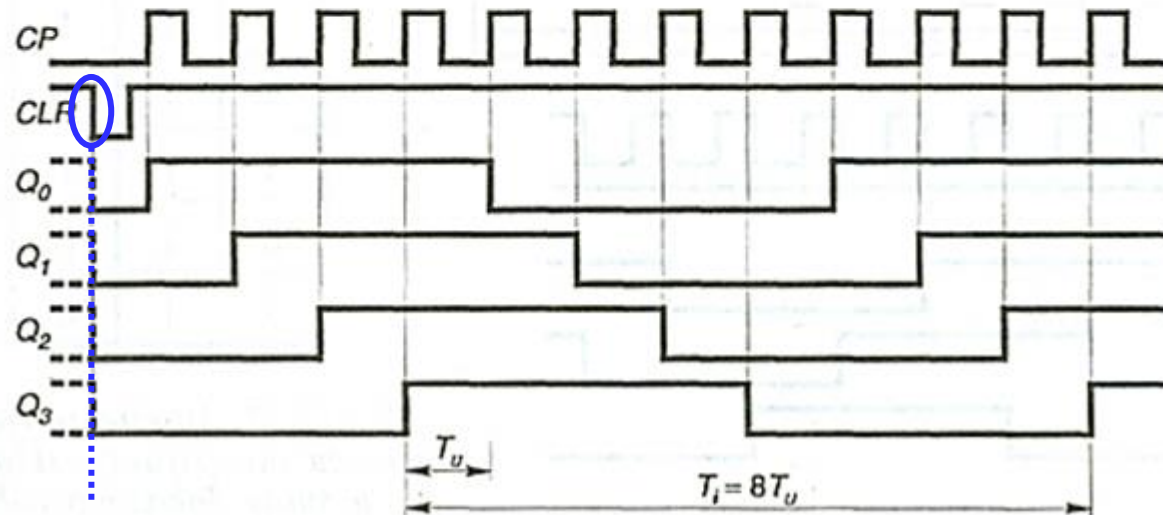 CP
CLR
Q₀
Q₁
Q₂
Q₃
Tᵤ
Tᵢ = 8Tᵤ